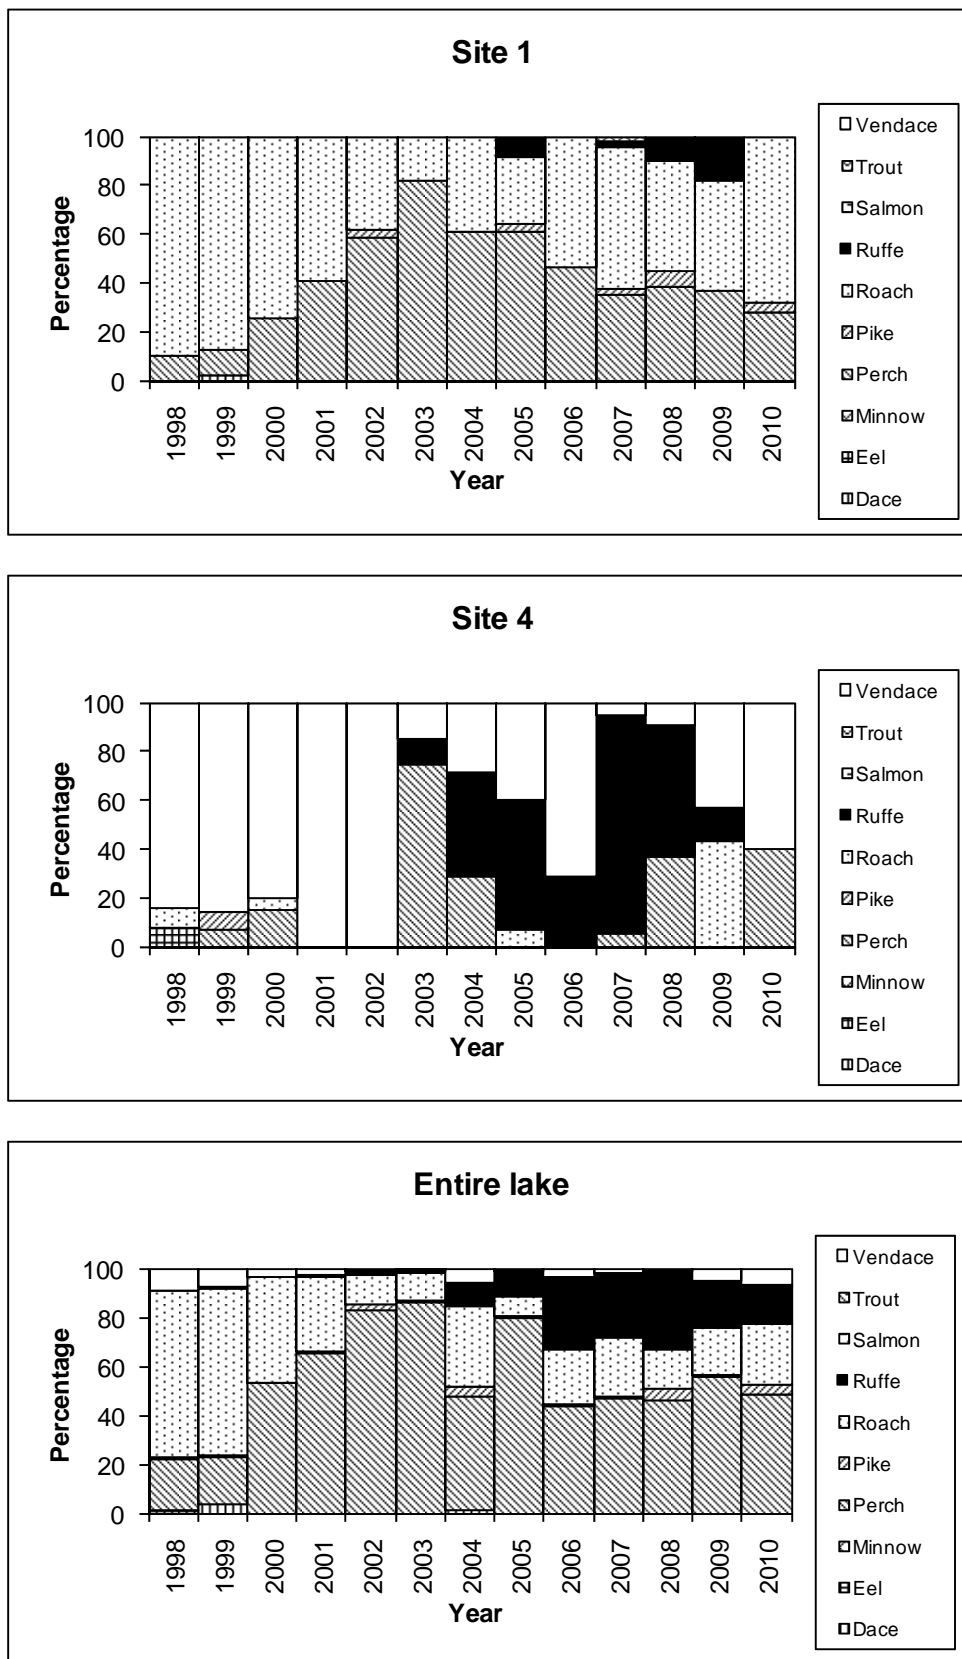 Site 1
100
80
60
40
20
0
Percentage
1998 1999 2000 2001 2002 2003 2004 2005 2006 2007 2008 2009 2010
Year
Vendace
Trout
Salmon
Ruffe
Roach
Pike
Perch
Minnow
Eel
Dace
Site 4
100
80
60
40
20
0
Percentage
1998 1999 2000 2001 2002 2003 2004 2005 2006 2007 2008 2009 2010
Year
Vendace
Trout
Salmon
Ruffe
Roach
Pike
Perch
Minnow
Eel
Dace
Entire lake
100
80
60
40
20
0
Percentage
1998 1999 2000 2001 2002 2003 2004 2005 2006 2007 2008 2009 2010
Year
Vendace
Trout
Salmon
Ruffe
Roach
Pike
Perch
Minnow
Eel
Dace